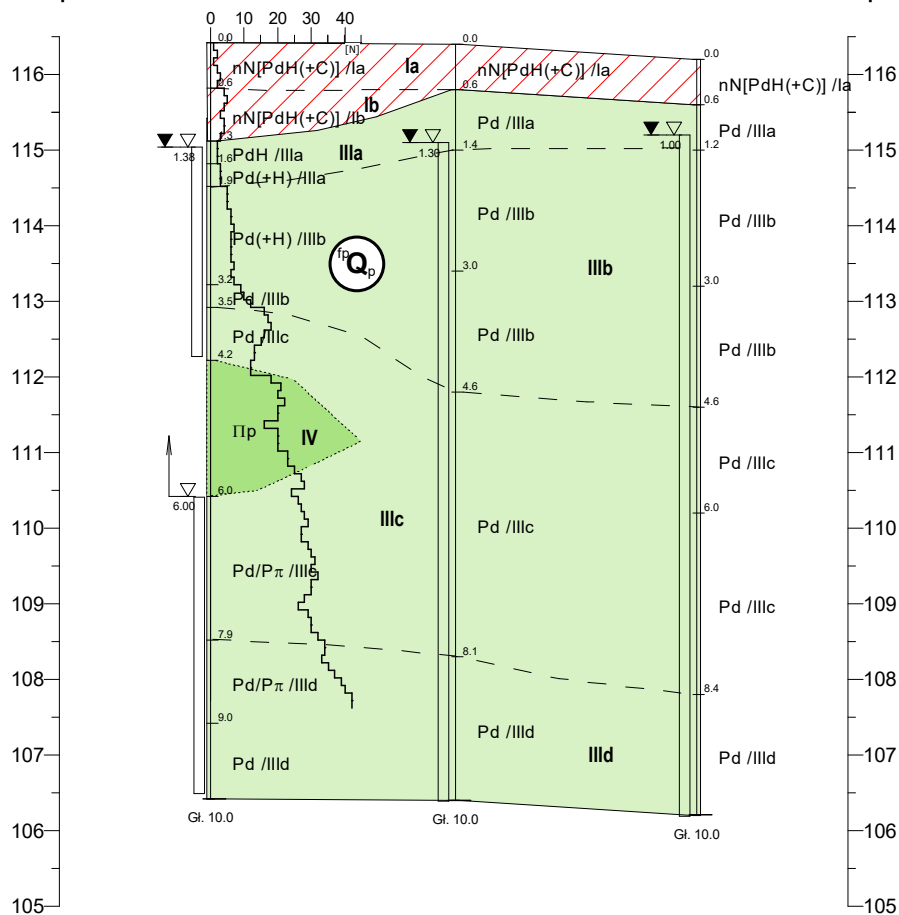 0 10 20 30 40
[N]
116
115
114
113
112
111
110
109
108
107
106
105
0.0
0.6
1.6
1.9
3.2
3.5
4.2
6.0
7.9
9.0
nN[PdH(+C)] /Ia
Ia
nN[PdH(+C)] /Ib
Ib
PdH /IIIa
IIIa
Pd(+H) /IIIa
Pd(+H) /IIIb
fpQp
Pd /IIIb
Pd /IIIc
Πp
IV
IIIc
Pd/Pπ /IIIc
Pd/Pπ /IIId
Pd /IIId
1.38
6.00
Gł. 10.0
0.0
0.6
1.4
3.0
4.6
8.1
1.30
nN[PdH(+C)] /Ia
Pd /IIIa
Pd /IIIb
IIIb
Pd /IIIb
Pd /IIIc
Pd /IIId
IIId
Gł. 10.0
0.0
0.6
1.2
3.0
4.6
6.0
8.4
1.00
nN[PdH(+C)] /Ia
Pd /IIIa
Pd /IIIb
Pd /IIIb
Pd /IIIc
Pd /IIIc
Pd /IIId
Gł. 10.0
116
115
114
113
112
111
110
109
108
107
106
105